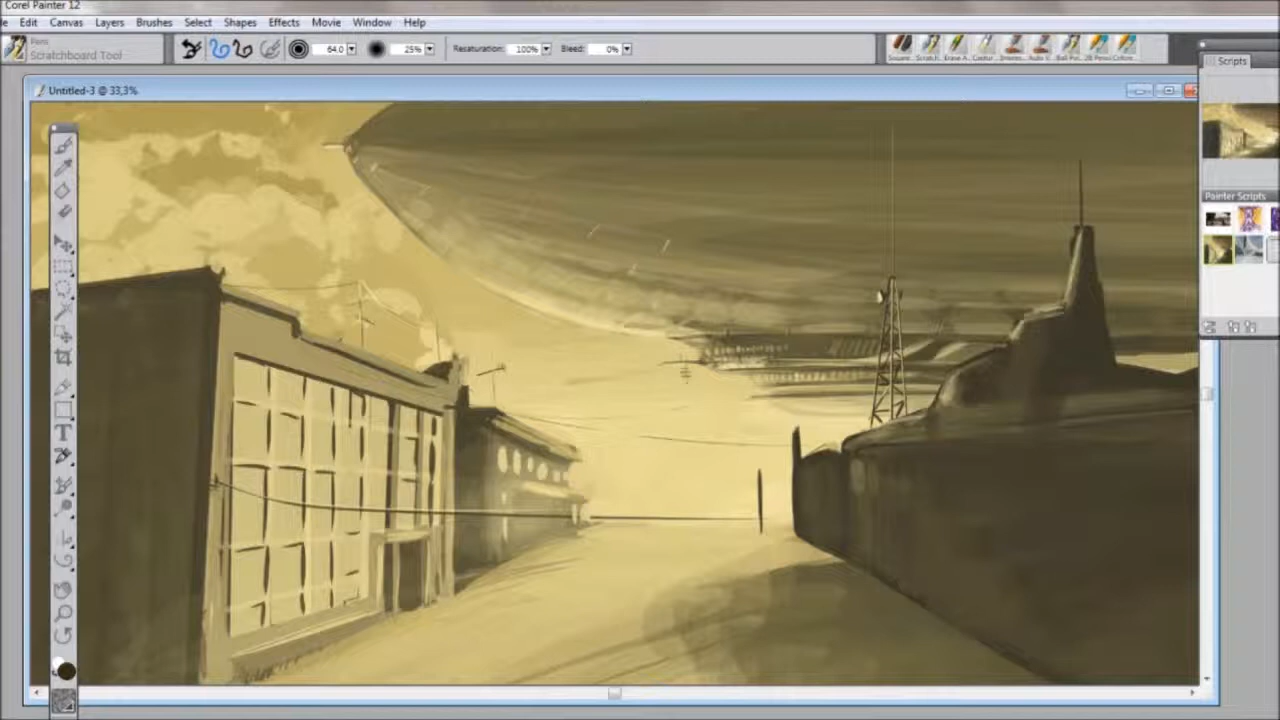 Corel Painter 12
Edit Canvas Layers Brushes Select Shapes Effects Movie Window Help
Pens
Scratchboard Tool
64.0
25%
Resaturation: 100%
Bleed: 0%
Scripts
Untitled-3 @ 33,3%
Painter Scripts
T